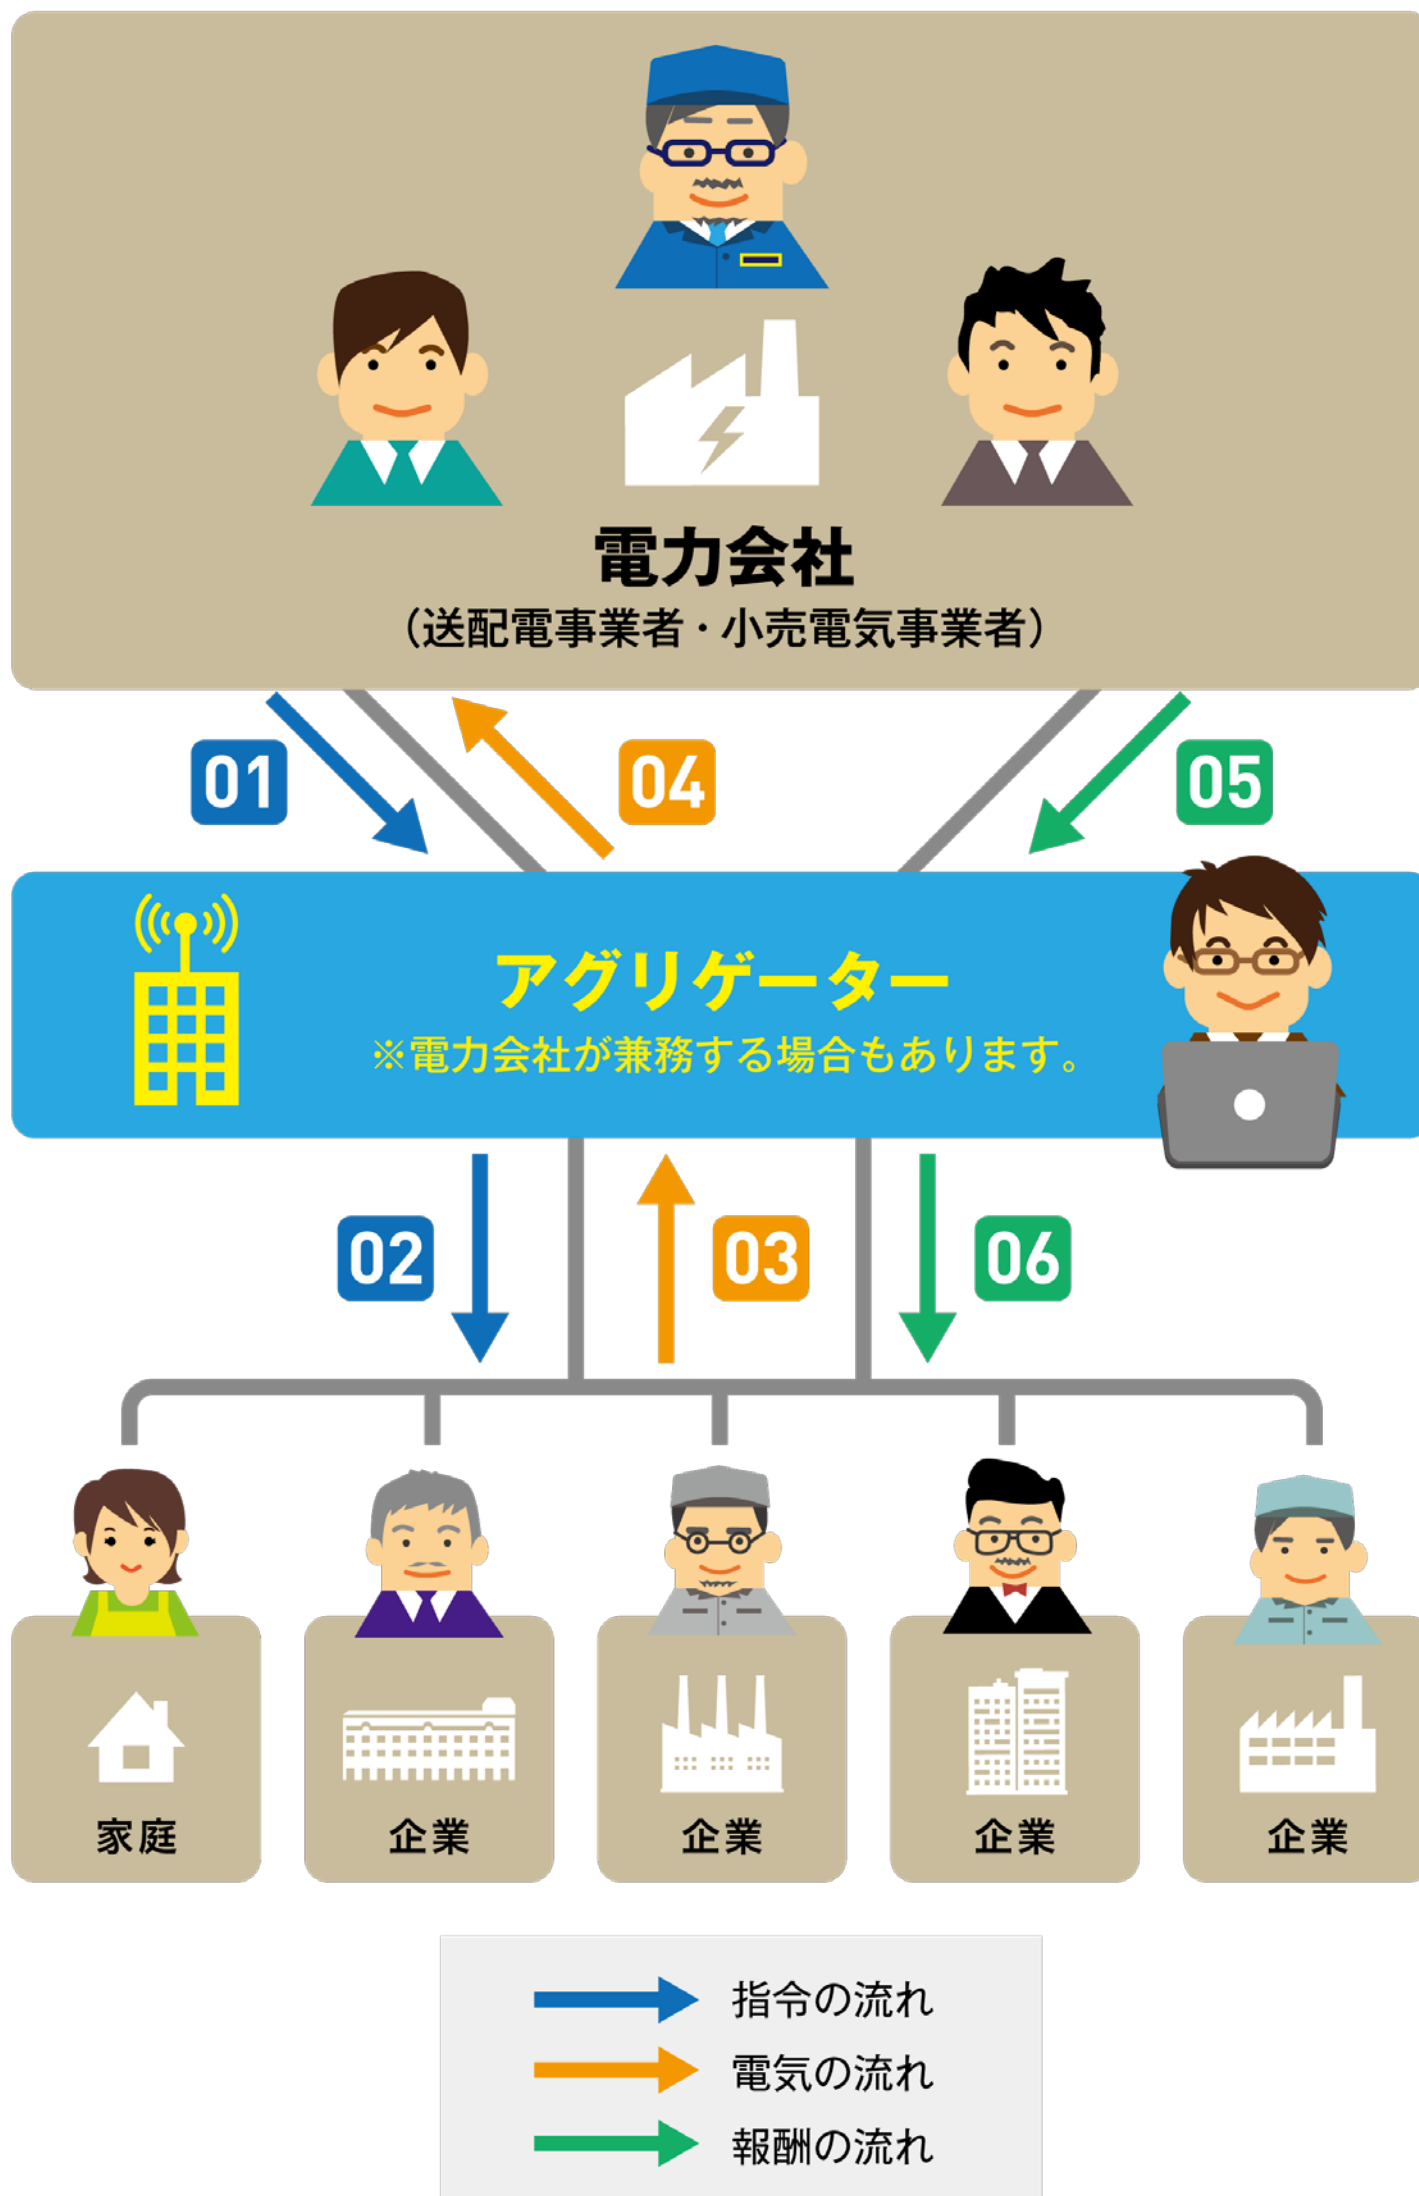 電力会社
（送配電事業者・小売電気事業者）
01
04
05
アグリゲーター
※電力会社が兼務する場合もあります。
02
03
06
家庭
企業
企業
企業
企業
指令の流れ
電気の流れ
報酬の流れ